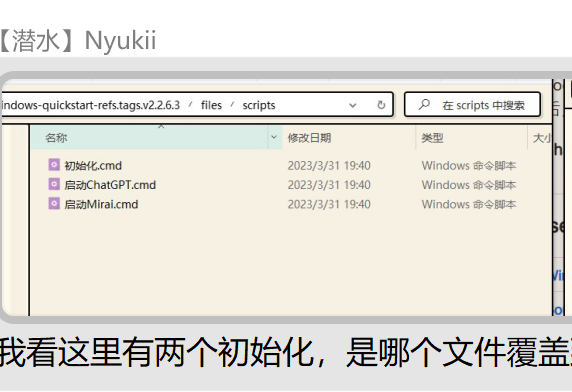 【潜水】Nyukii
indows-quickstart-refs.tags.v2.2.6.3 / files / scripts
在 scripts 中搜索
名称 修改日期 类型 大小
初始化.cmd 2023/3/31 19:40 Windows 命令脚本
启动ChatGPT.cmd 2023/3/31 19:40 Windows 命令脚本
启动Mirai.cmd 2023/3/31 19:40 Windows 命令脚本
我看这里有两个初始化，是哪个文件覆盖